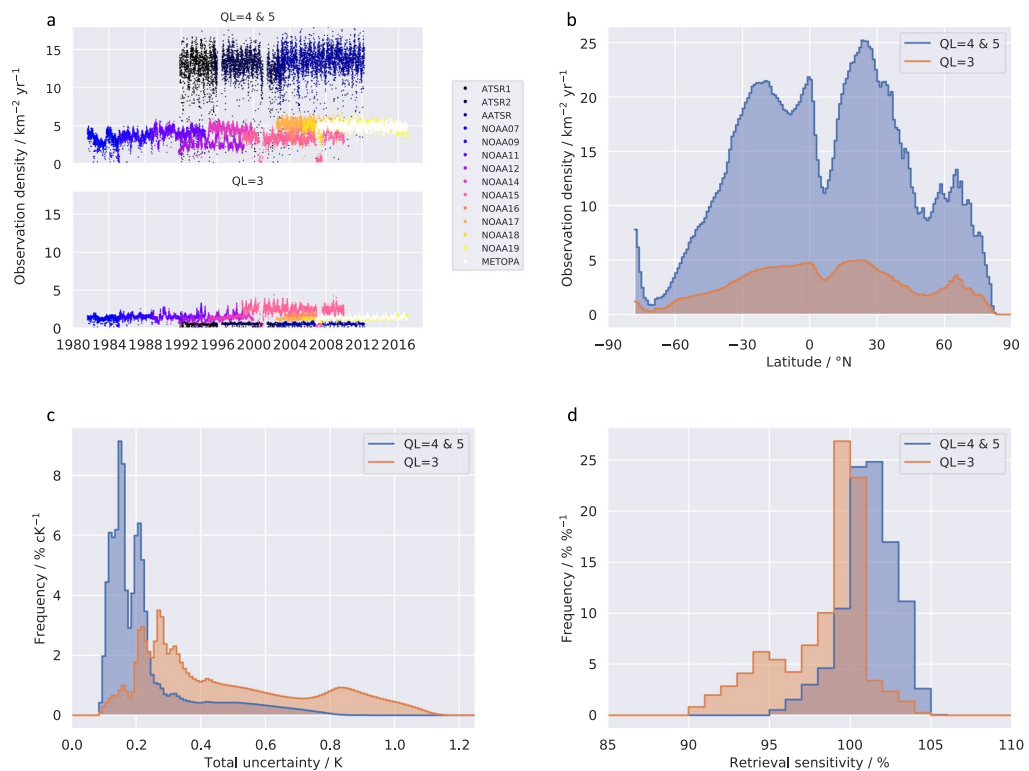 a
QL=4 & 5
15
10
5
0
Observation density / km⁻² yr⁻¹
QL=3
15
10
5
0
1980 1984 1988 1992 1996 2000 2004 2008 2012 2016
ATSR1
ATSR2
AATSR
NOAA07
NOAA09
NOAA11
NOAA12
NOAA14
NOAA15
NOAA16
NOAA17
NOAA18
NOAA19
METOPA
b
QL=4 & 5
QL=3
25
20
15
10
5
0
Observation density / km⁻² yr⁻¹
−90 −60 −30 0 30 60 90
Latitude / °N
c
QL=4 & 5
QL=3
8
6
4
2
0
Frequency / % cK⁻¹
0.0 0.2 0.4 0.6 0.8 1.0 1.2
Total uncertainty / K
d
QL=4 & 5
QL=3
25
20
15
10
5
0
Frequency / % %⁻¹
85 90 95 100 105 110
Retrieval sensitivity / %